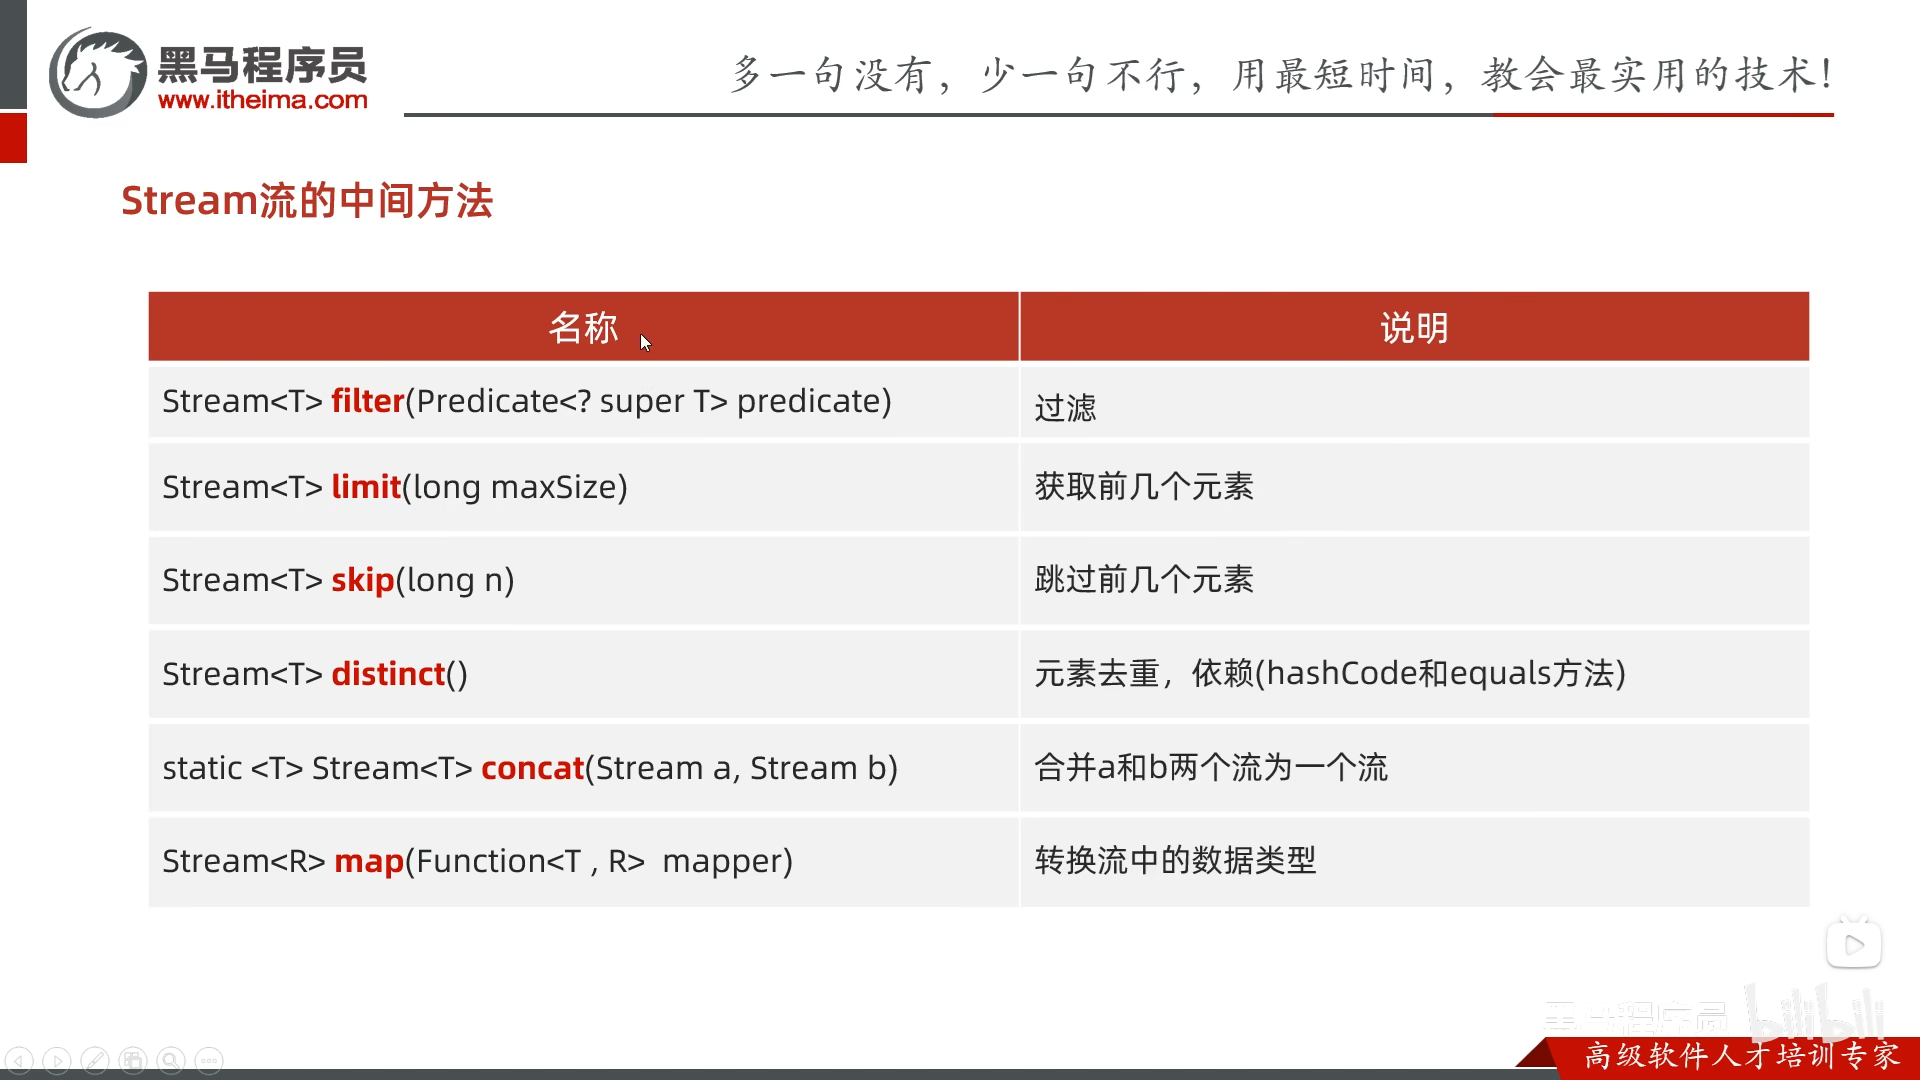 黑马程序员
www.itheima.com
多一句没有，少一句不行，用最短时间，教会最实用的技术！
Stream流的中间方法
名称 说明
Stream<T> filter(Predicate<? super T> predicate) 过滤
Stream<T> limit(long maxSize) 获取前几个元素
Stream<T> skip(long n) 跳过前几个元素
Stream<T> distinct() 元素去重，依赖(hashCode和equals方法)
static <T> Stream<T> concat(Stream a, Stream b) 合并a和b两个流为一个流
Stream<R> map(Function<T , R>  mapper) 转换流中的数据类型
黑马程序员 bilibili
高级软件人才培训专家